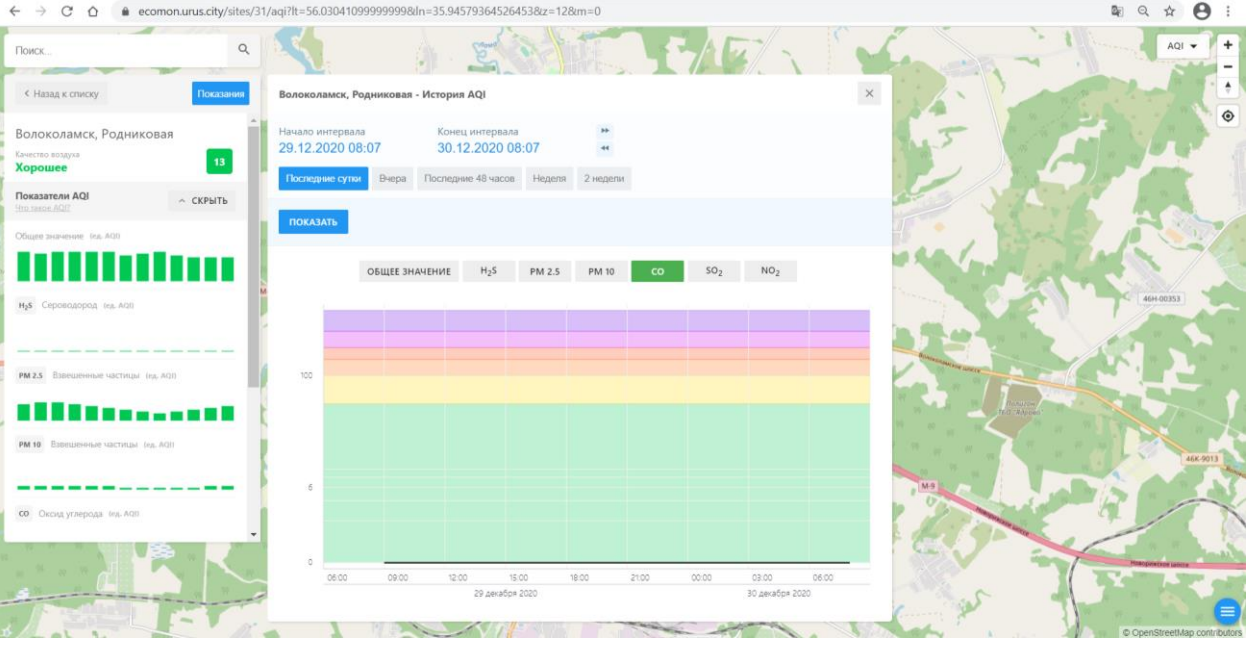 ecomon.urus.city/sites/31/aqi?lt=56.03041099999999&ln=35.94579364526453&z=12&m=0
Поиск...
AQI
Назад к списку
Показания
Волоколамск, Родниковая
Качество воздуха
Хорошее
13
Показатели AQI
Что такое AQI?
СКРЫТЬ
Общее значение (ед. AQI)
H₂S Сероводород (ед. AQI)
PM 2.5 Взвешенные частицы (ед. AQI)
PM 10 Взвешенные частицы (ед. AQI)
CO Оксид углерода (ед. AQI)
Волоколамск, Родниковая - История AQI
Начало интервала
29.12.2020 08:07
Конец интервала
30.12.2020 08:07
Последние сутки Вчера Последние 48 часов Неделя 2 недели
ПОКАЗАТЬ
ОБЩЕЕ ЗНАЧЕНИЕ H₂S PM 2.5 PM 10 CO SO₂ NO₂
100
6
0
06:00 09:00 12:00 15:00 18:00 21:00 00:00 03:00 06:00
29 декабря 2020 30 декабря 2020
46Н-00353
Волоколамское шоссе
46К-9013
М-9
Новорижское шоссе
Новорижское шоссе
© OpenStreetMap contributors